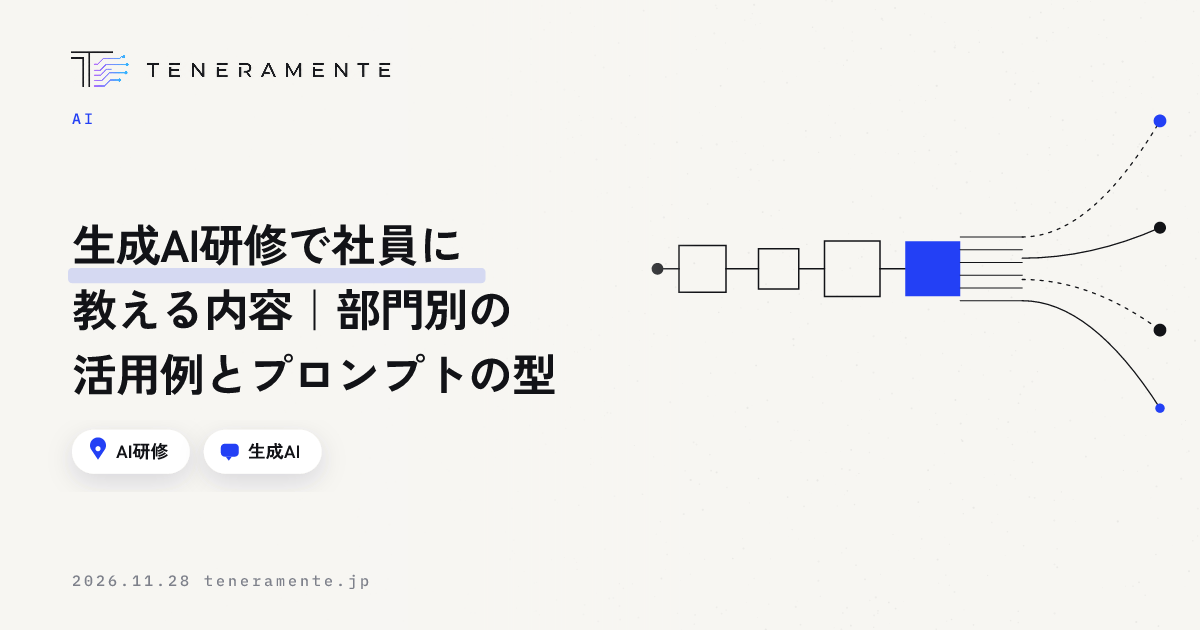 TENERAMENTE
AI
生成AI研修で社員に
教える内容｜部門別の
活用例とプロンプトの型
AI研修
生成AI
2026.11.28 teneramente.jp